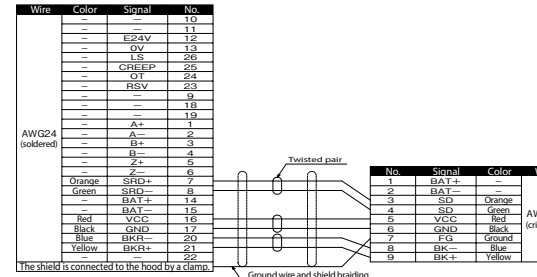 Wire Color Signal No.
– — 10
– — 11
– E24V 12
– 0V 13
– LS 26
– CREEP 25
– OT 24
– RSV 23
– — 9
– — 18
– — 19
– A+ 1
– A− 2
– B+ 3
– B− 4
– Z+ 5
– Z− 6
AWG24
(soldered)
Orange SRD+ 7
Green SRD− 8
– BAT+ 14
– BAT− 15
Red VCC 16
Black GND 17
Blue BKR− 20
Yellow BKR+ 21
– — 22
The shield is connected to the hood by a clamp.
Twisted pair
Ground wire and shield braiding
No. Signal Color W
1 BAT+ –
2 BAT− –
3 SD Orange
4 SD Green
5 VCC Red
6 GND Black
7 FG Ground
8 BK− Blue
9 BK+ Yellow
AW
(cri